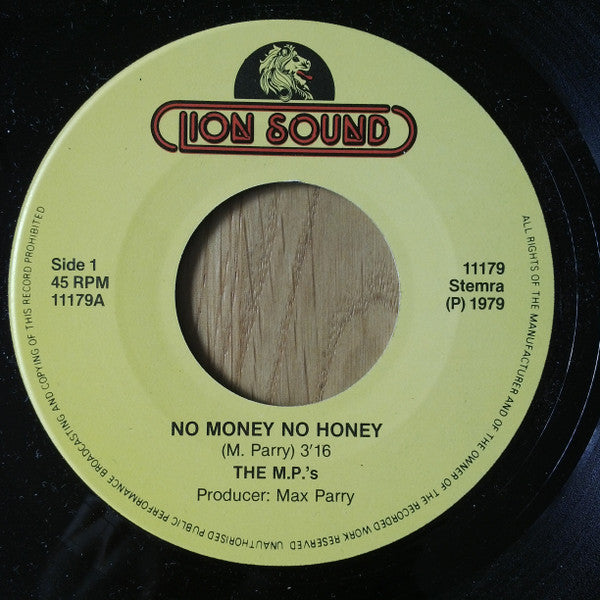 LION SOUND
Side 1
45 RPM
11179A
11179
Stemra
(P) 1979
NO MONEY NO HONEY
(M. Parry) 3'16
THE M.P.'s
Producer: Max Parry
ALL RIGHTS OF THE MANUFACTURER AND OF THE OWNER OF THE RECORDED WORK RESERVED UNAUTHORISED PUBLIC PERFORMANCE BROADCASTING AND COPYING OF THIS RECORD PROHIBITED